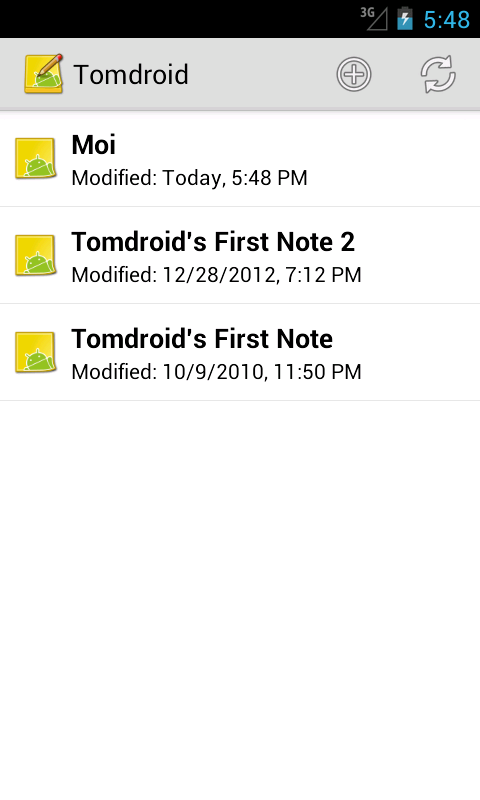 3G 5:48
Tomdroid
Moi
Modified: Today, 5:48 PM
Tomdroid's First Note 2
Modified: 12/28/2012, 7:12 PM
Tomdroid's First Note
Modified: 10/9/2010, 11:50 PM